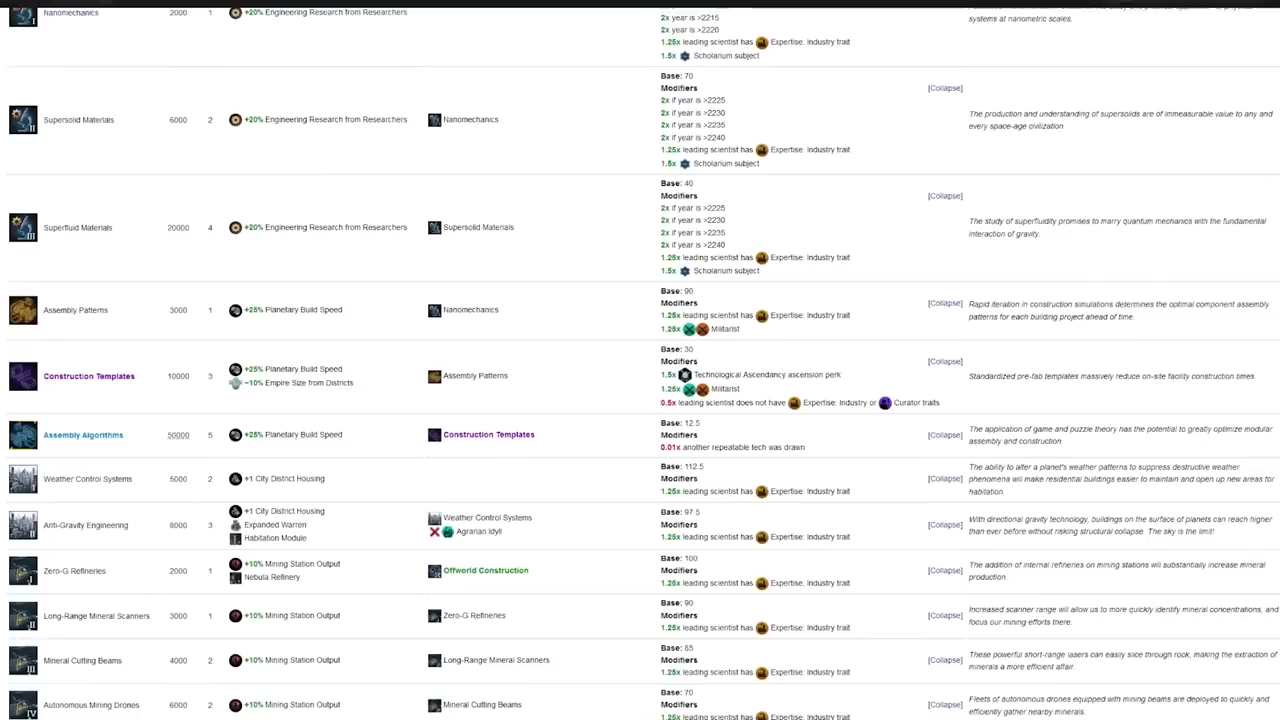 Nanomechanics 2000 1 +20% Engineering Research from Researchers
systems at nanometric scales.
2x year is >2215
2x year is >2220
1.25x leading scientist has Expertise: Industry trait
1.5x Scholarium subject
Supersolid Materials 6000 2 +20% Engineering Research from Researchers Nanomechanics
Base: 70
Modifiers
2x if year is >2225
2x if year is >2230
2x if year is >2235
2x if year is >2240
1.25x leading scientist has Expertise: Industry trait
1.5x Scholarium subject
[Collapse]
The production and understanding of supersolids are of immeasurable value to any and
every space-age civilization.
Superfluid Materials 20000 4 +20% Engineering Research from Researchers Supersolid Materials
Base: 40
Modifiers
2x if year is >2225
2x if year is >2230
2x if year is >2235
2x if year is >2240
1.25x leading scientist has Expertise: Industry trait
1.5x Scholarium subject
[Collapse]
The study of superfluidity promises to marry quantum mechanics with the fundamental
interaction of gravity.
Assembly Patterns 3000 1 +25% Planetary Build Speed Nanomechanics
Base: 90
Modifiers
1.25x leading scientist has Expertise: Industry trait
1.25x Militarist
[Collapse]
Rapid iteration in construction simulations determines the optimal component assembly
patterns for each building project ahead of time.
Construction Templates 10000 3
+25% Planetary Build Speed
−10% Empire Size from Districts
Assembly Patterns
Base: 30
Modifiers
1.5x Technological Ascendancy ascension perk
1.25x Militarist
0.5x leading scientist does not have Expertise: Industry or Curator traits
[Collapse]
Standardized pre-fab templates massively reduce on-site facility construction times.
Assembly Algorithms 50000 5 +25% Planetary Build Speed Construction Templates
Base: 12.5
Modifiers
0.01x another repeatable tech was drawn
[Collapse]
The application of game and puzzle theory has the potential to greatly optimize modular
assembly and construction.
Weather Control Systems 5000 2 +1 City District Housing
Base: 112.5
Modifiers
1.25x leading scientist has Expertise: Industry trait
[Collapse]
The ability to alter a planet's weather patterns to suppress destructive weather
phenomena will make residential buildings easier to maintain and open up new areas for
habitation.
Anti-Gravity Engineering 8000 3
+1 City District Housing
Expanded Warren
Habitation Module
Weather Control Systems
Agrarian Idyll
Base: 97.5
Modifiers
1.25x leading scientist has Expertise: Industry trait
[Collapse]
With directional gravity technology, buildings on the surface of planets can reach higher
than ever before without risking structural collapse. The sky is the limit!
Zero-G Refineries 2000 1
+10% Mining Station Output
Nebula Refinery
Offworld Construction
Base: 100
Modifiers
1.25x leading scientist has Expertise: Industry trait
[Collapse]
The addition of internal refineries on mining stations will substantially increase mineral
production.
Long-Range Mineral Scanners 3000 1 +10% Mining Station Output Zero-G Refineries
Base: 90
Modifiers
1.25x leading scientist has Expertise: Industry trait
[Collapse]
Increased scanner range will allow us to more quickly identify mineral concentrations, and
focus our mining efforts there.
Mineral Cutting Beams 4000 2 +10% Mining Station Output Long-Range Mineral Scanners
Base: 85
Modifiers
1.25x leading scientist has Expertise: Industry trait
[Collapse]
These powerful short-range lasers can easily slice through rock, making the extraction of
minerals a more efficient affair.
Autonomous Mining Drones 6000 2 +10% Mining Station Output Mineral Cutting Beams
Base: 70
Modifiers
1.25x leading scientist has Expertise: Industry trait
[Collapse]
Fleets of autonomous drones equipped with mining beams are deployed to quickly and
efficiently gather nearby minerals.